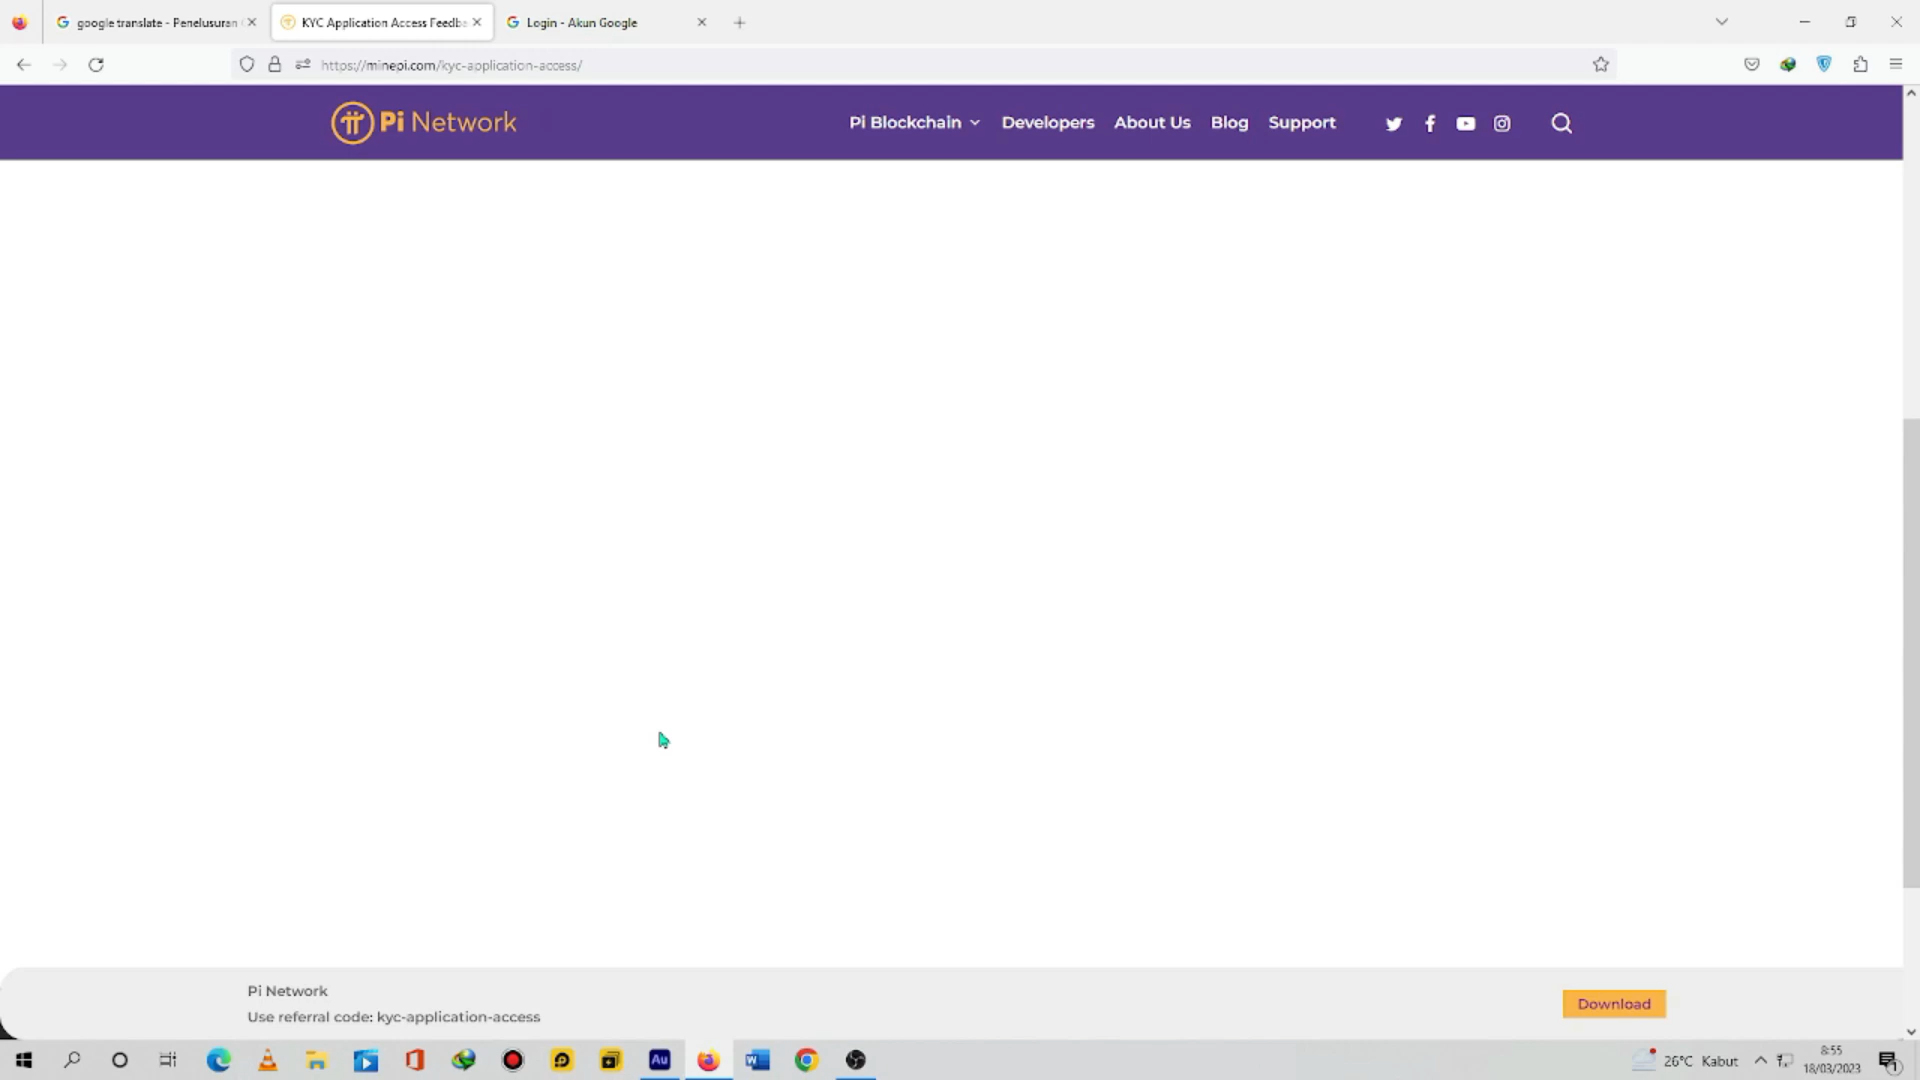 google translate - Penelusuran
KYC Application Access Feedba
Login - Akun Google
https://minepi.com/kyc-application-access/
Pi Network
Pi Blockchain
Developers
About Us
Blog
Support
Pi Network
Use referral code: kyc-application-access
Download
Au
26°C Kabut
8:55
18/03/2023